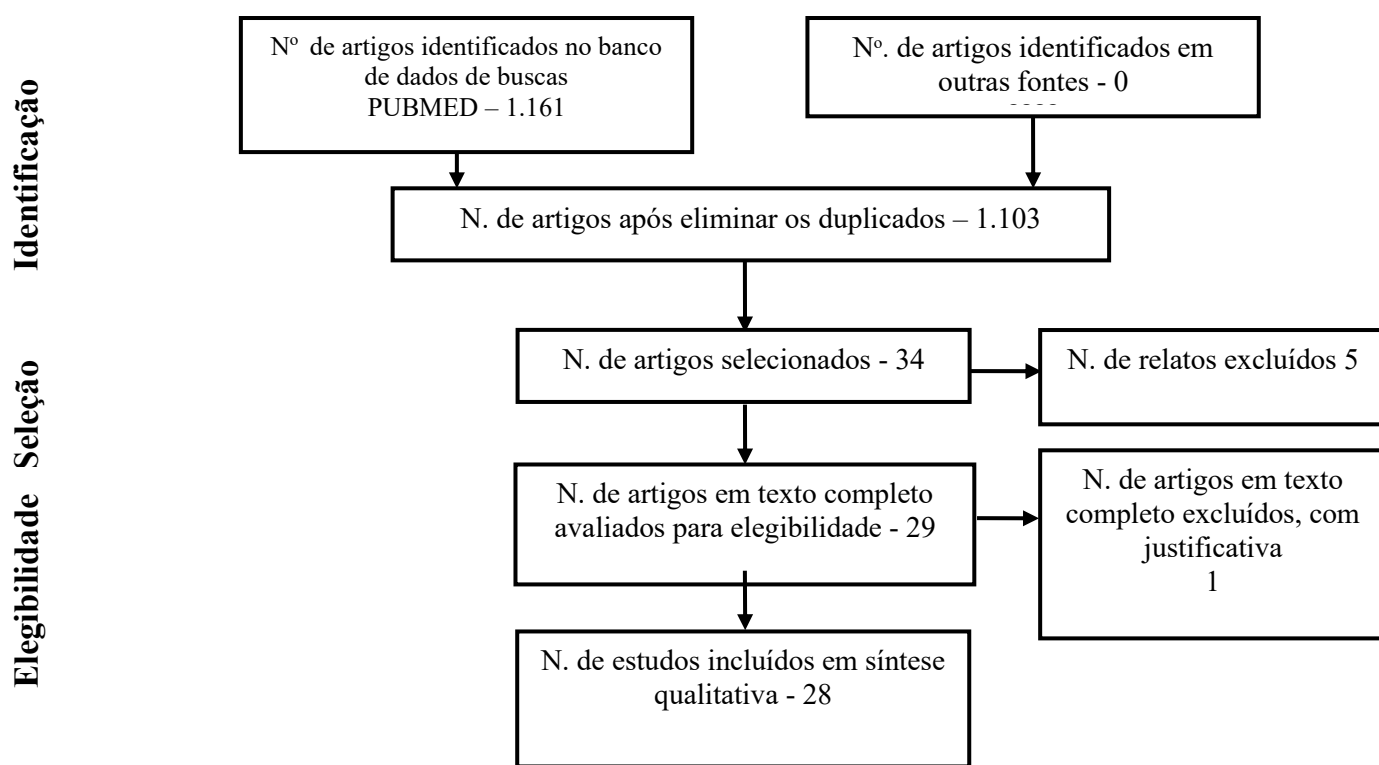 Identificação
Nº de artigos identificados no banco
de dados de buscas
PUBMED – 1.161
Nº. de artigos identificados em
outras fontes - 0
N. de artigos após eliminar os duplicados – 1.103
Seleção
N. de artigos selecionados - 34
N. de relatos excluídos 5
Elegibilidade
N. de artigos em texto completo
avaliados para elegibilidade - 29
N. de artigos em texto
completo excluídos, com
justificativa
1
N. de estudos incluídos em síntese
qualitativa - 28